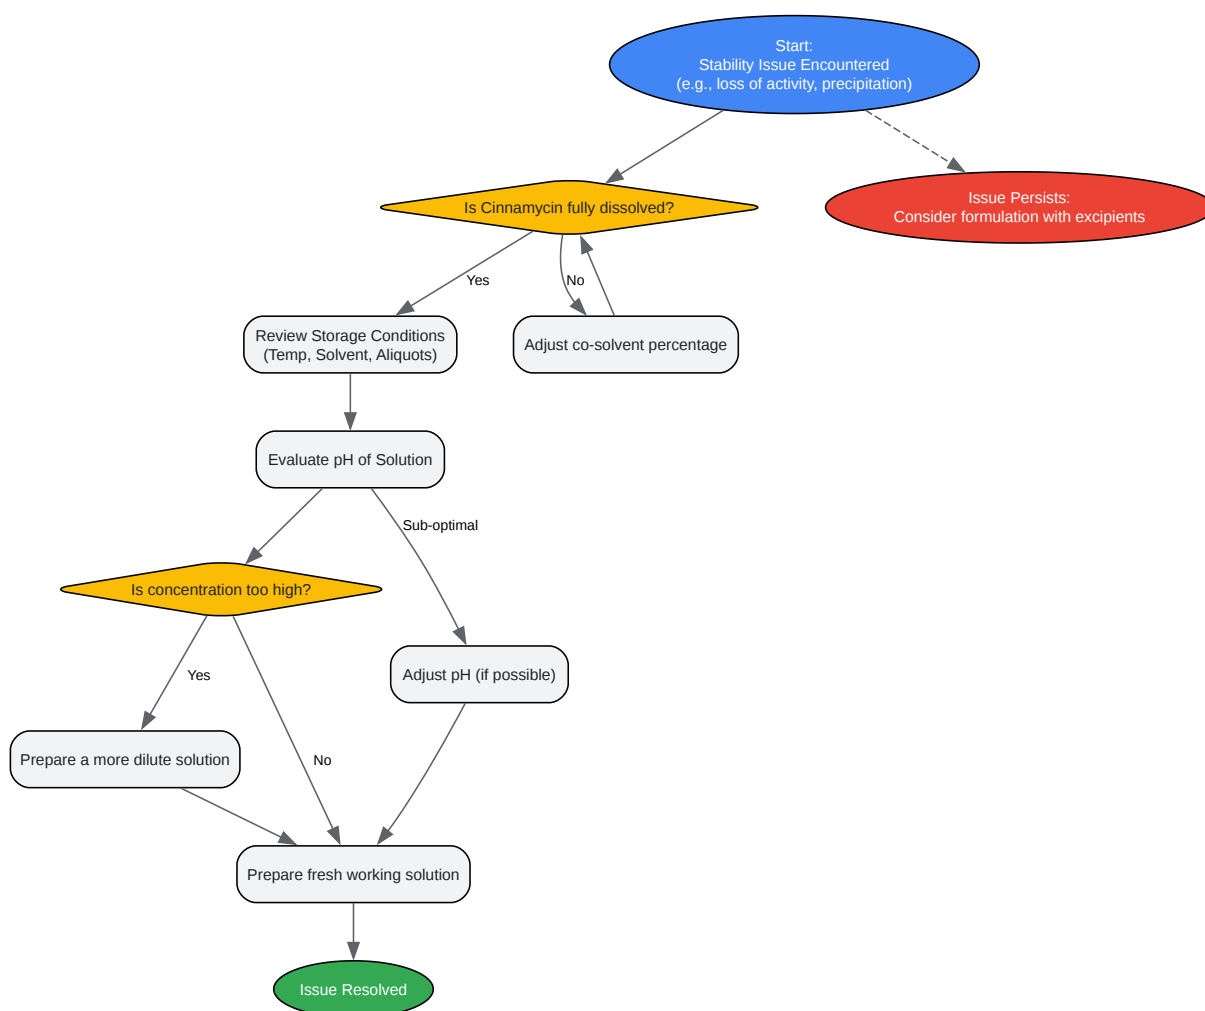 Start:
Stability Issue Encountered
(e.g., loss of activity, precipitation)
Issue Persists:
Consider formulation with excipients
Is Cinnamycin fully dissolved?
Yes
No
Review Storage Conditions
(Temp, Solvent, Aliquots)
Adjust co-solvent percentage
Evaluate pH of Solution
Sub-optimal
Is concentration too high?
Yes
Adjust pH (if possible)
Prepare a more dilute solution
No
Prepare fresh working solution
Issue Resolved